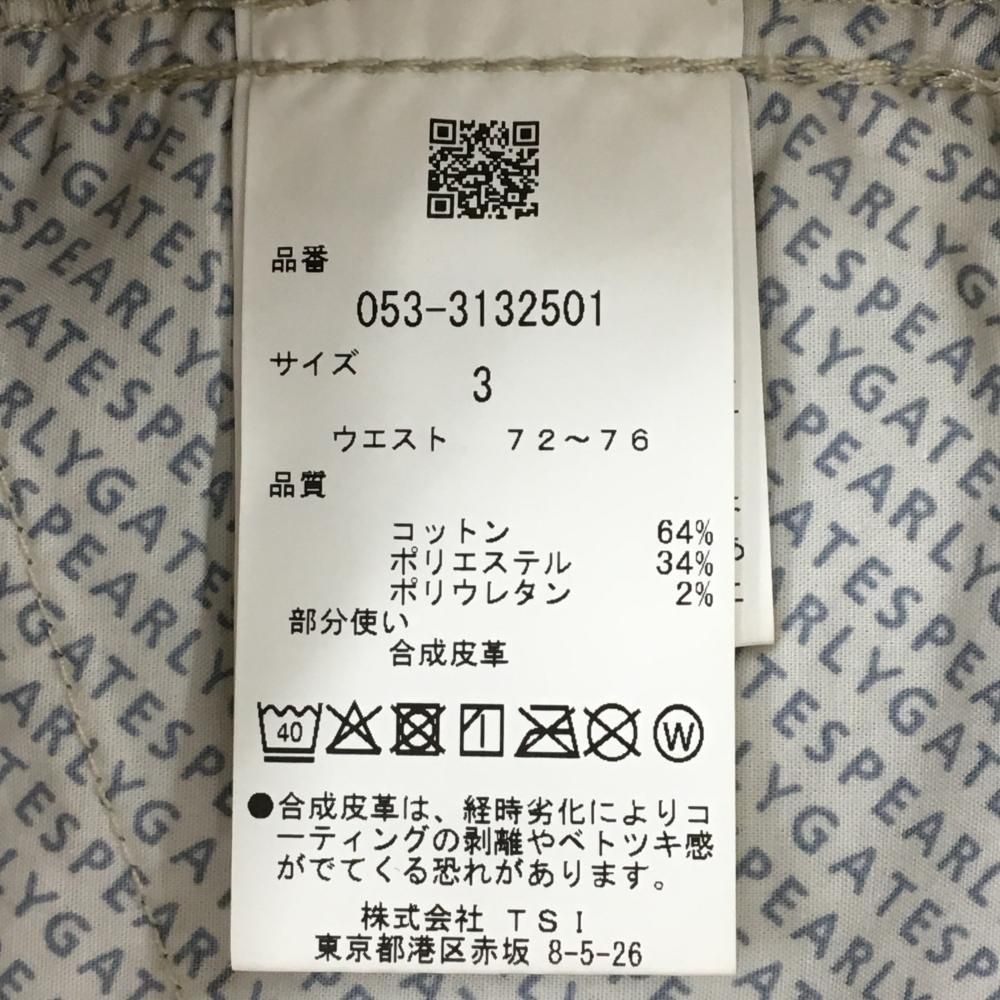 品番
053-3132501
サイズ
3
ウエスト 72～76
品質
コットン 64%
ポリエステル 34%
ポリウレタン 2%
部分使い
合成皮革
40 W
●合成皮革は、経時劣化によりコ
ーティングの剥離やベトツキ感
がでてくる恐れがあります。
株式会社 TSI
東京都港区赤坂 8-5-26
PEARLYGATES